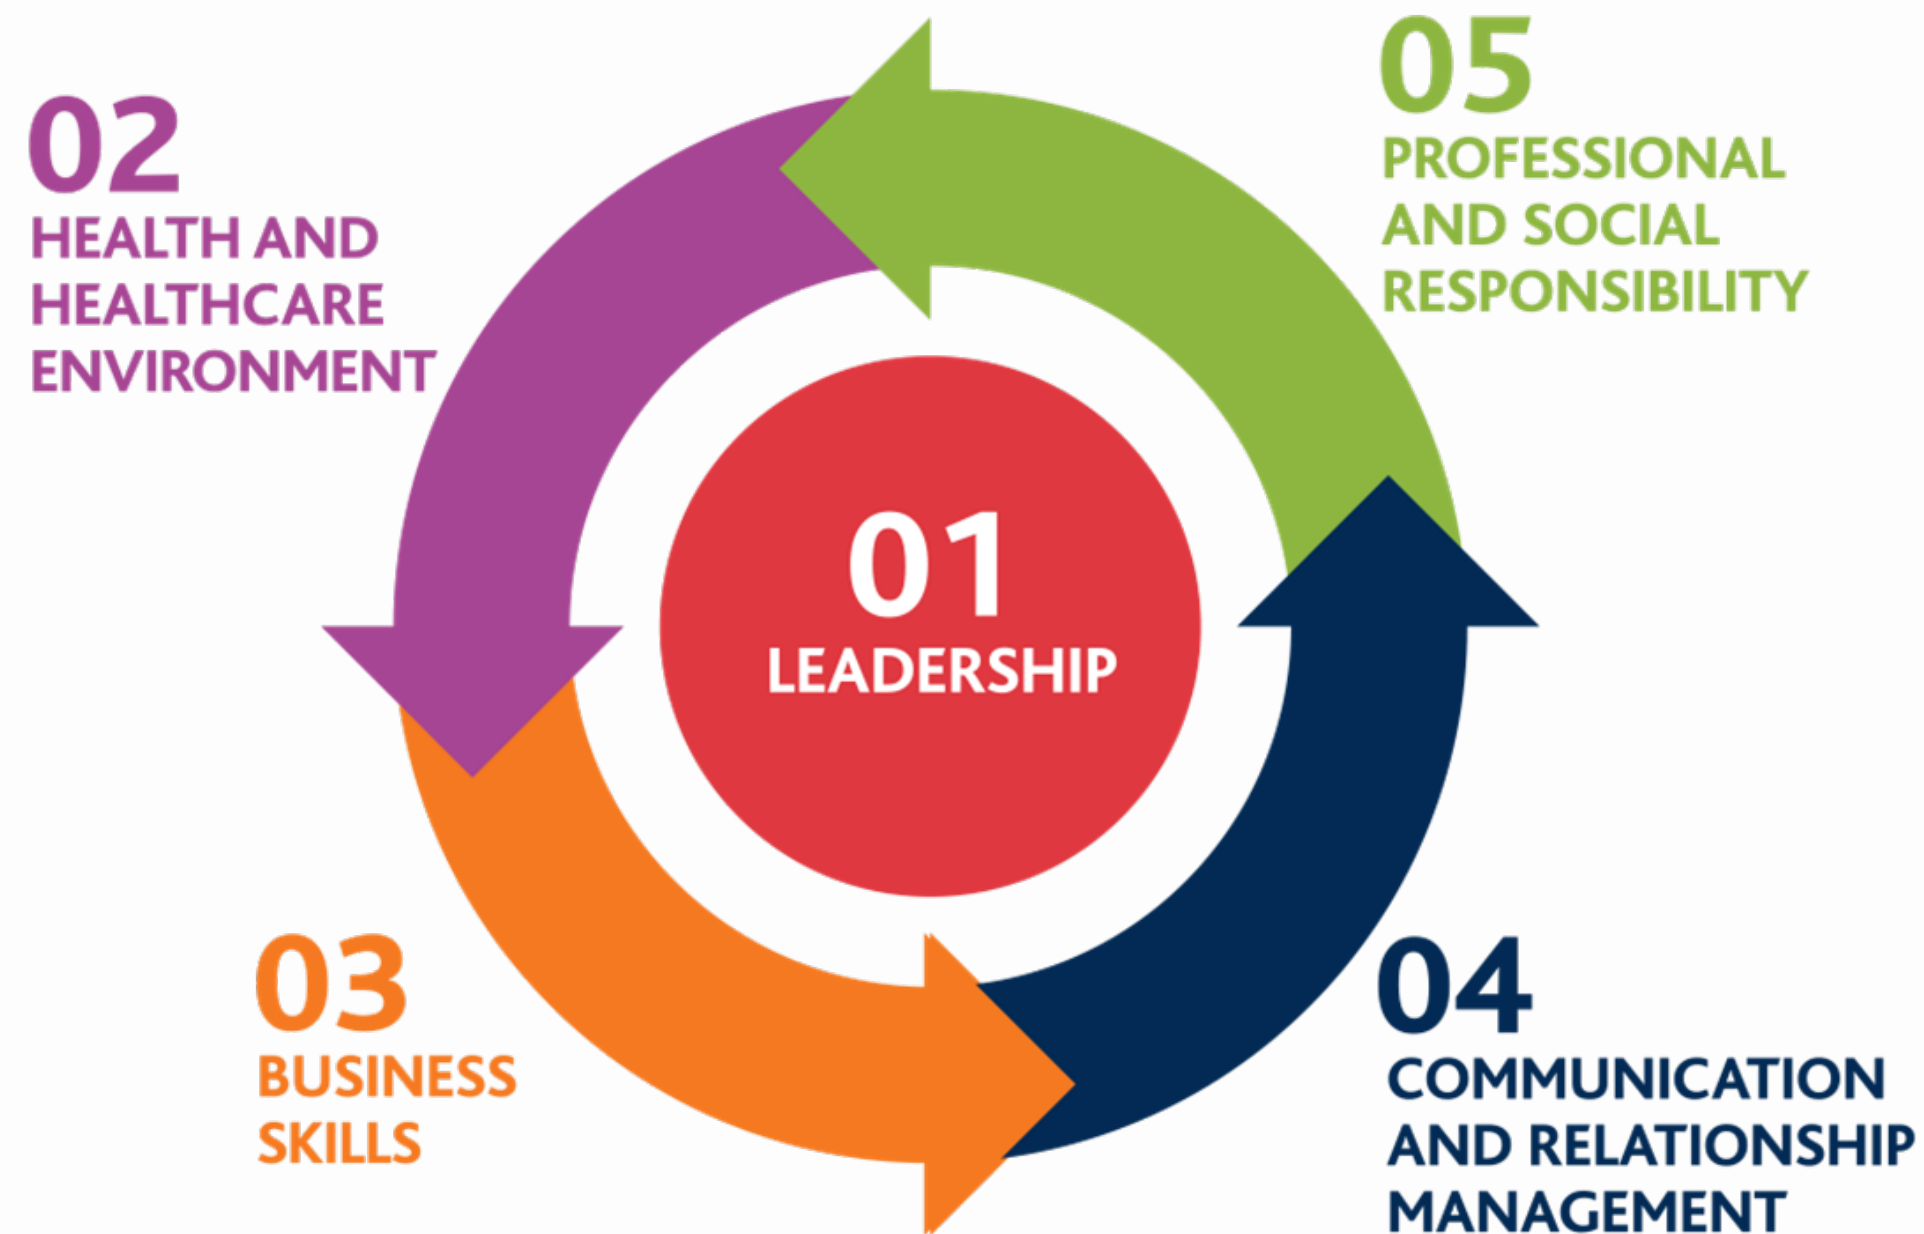 01
LEADERSHIP
02
HEALTH AND
HEALTHCARE
ENVIRONMENT
03
BUSINESS
SKILLS
04
COMMUNICATION
AND RELATIONSHIP
MANAGEMENT
05
PROFESSIONAL
AND SOCIAL
RESPONSIBILITY